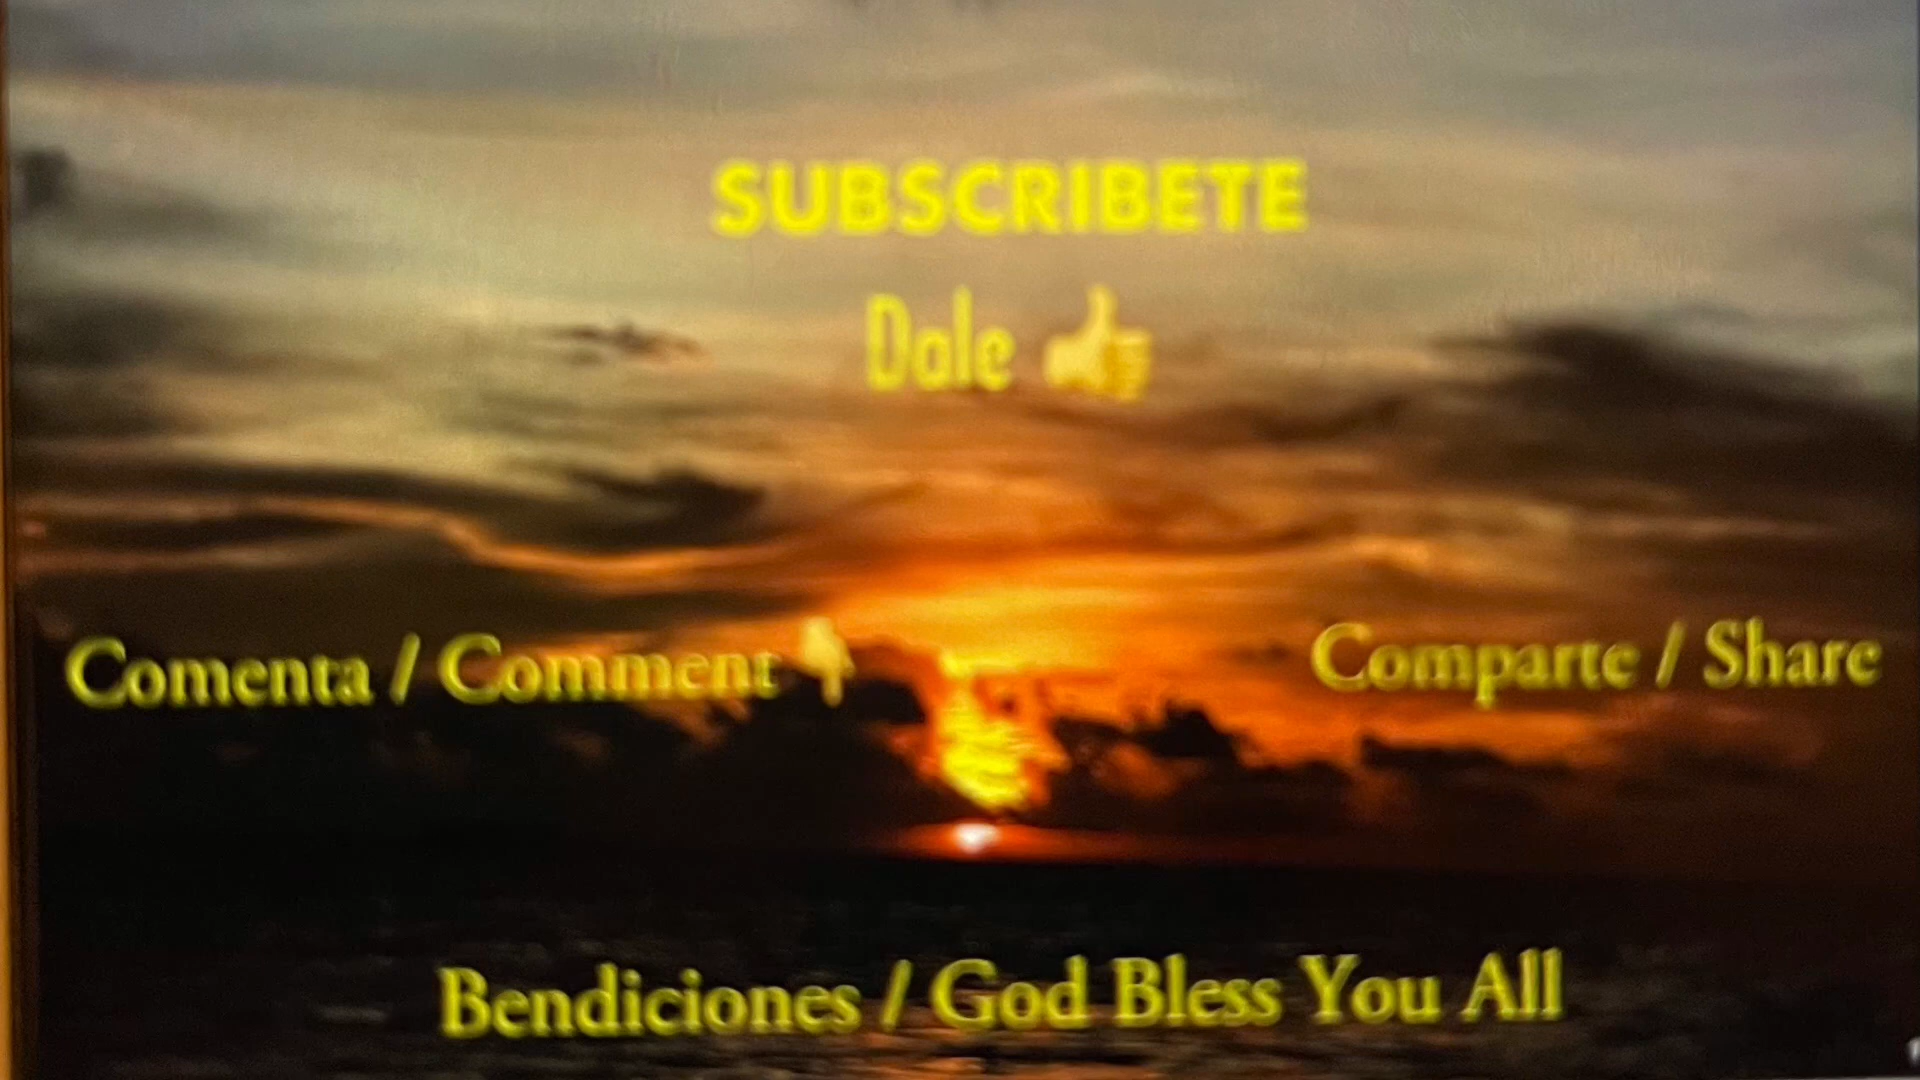 SUBSCRIBETE
Dale 👍
Comenta / Comment 👇
Comparte / Share
Bendiciones / God Bless You All